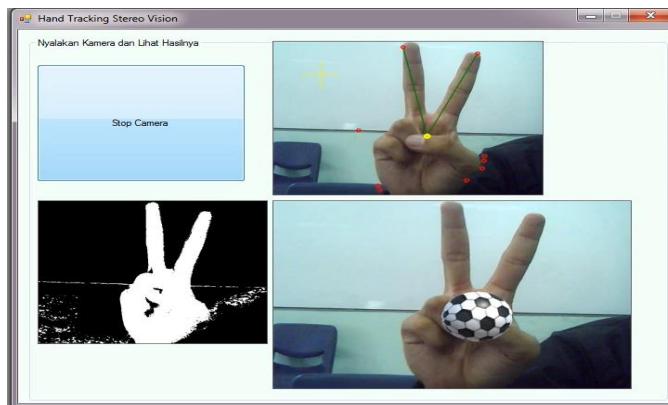 Hand Tracking Stereo Vision
Nyalakan Kamera dan Lihat Hasilnya
Stop Camera